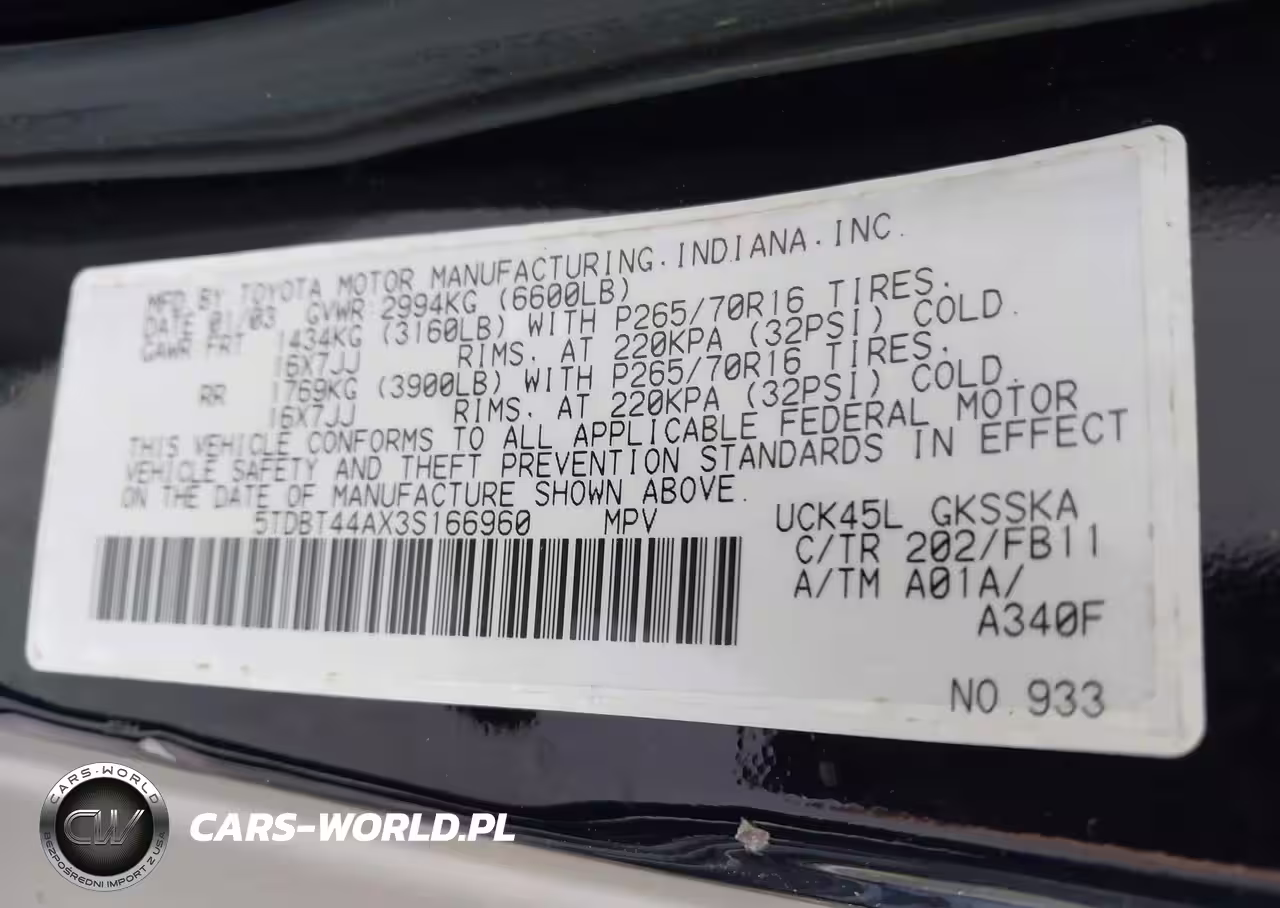 MFD. BY TOYOTA MOTOR MANUFACTURING. INDIANA. INC.
DATE 01/03 GVWR 2994KG (6600LB)
GAWR FRT 1434KG (3160LB) WITH P265/70R16 TIRES.
16X7JJ RIMS. AT 220KPA (32PSI) COLD.
RR 1769KG (3900LB) WITH P265/70R16 TIRES.
16X7JJ RIMS. AT 220KPA (32PSI) COLD.
THIS VEHICLE CONFORMS TO ALL APPLICABLE FEDERAL MOTOR
VEHICLE SAFETY AND THEFT PREVENTION STANDARDS IN EFFECT
ON THE DATE OF MANUFACTURE SHOWN ABOVE.
5TDBT44AX3S166960 MPV UCK45L GKSSKA
C/TR 202/FB11
A/TM A01A/
A340F
NO.933
CARS-WORLD
CW
BEZPOŚREDNI IMPORT Z USA
CARS-WORLD.PL